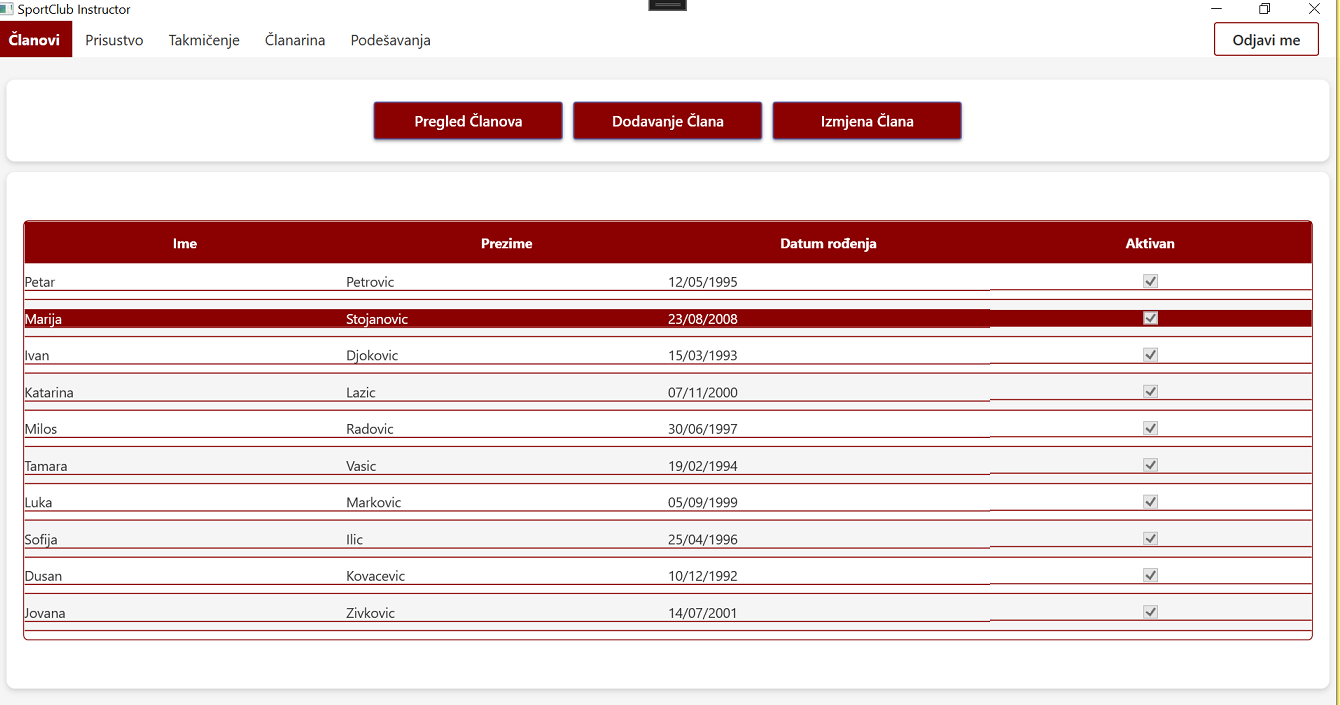 SportClub Instructor
Članovi Prisustvo Takmičenje Članarina Podešavanja Odjavi me
Pregled Članova Dodavanje Člana Izmjena Člana
Ime Prezime Datum rođenja Aktivan
Petar Petrovic 12/05/1995
Marija Stojanovic 23/08/2008
Ivan Djokovic 15/03/1993
Katarina Lazic 07/11/2000
Milos Radovic 30/06/1997
Tamara Vasic 19/02/1994
Luka Markovic 05/09/1999
Sofija Ilic 25/04/1996
Dusan Kovacevic 10/12/1992
Jovana Zivkovic 14/07/2001